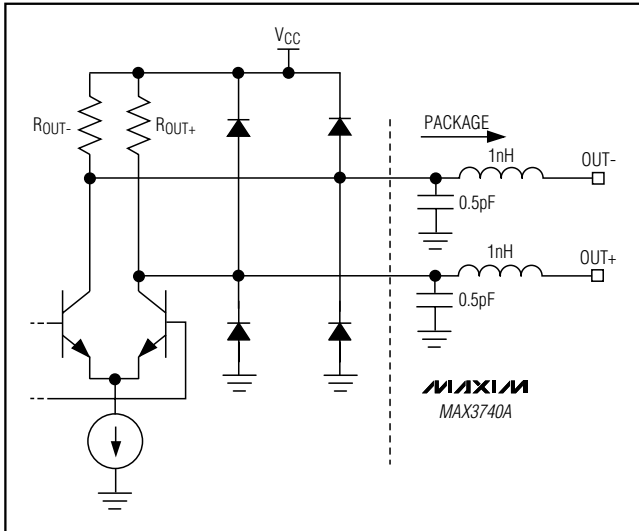 VCC
ROUT-
ROUT+
PACKAGE
1nH
OUT-
0.5pF
1nH
OUT+
0.5pF
MAXIM
MAX3740A